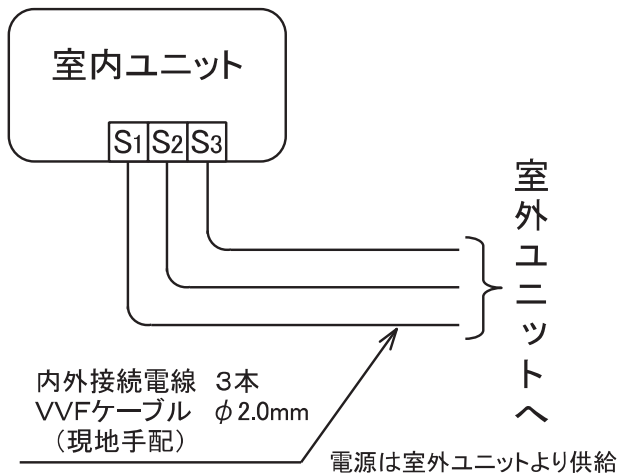 室内ユニット
S1 S2 S3
室外ユニットへ
内外接続電線 3本
VVFケーブル φ2.0mm
(現地手配)
電源は室外ユニットより供給